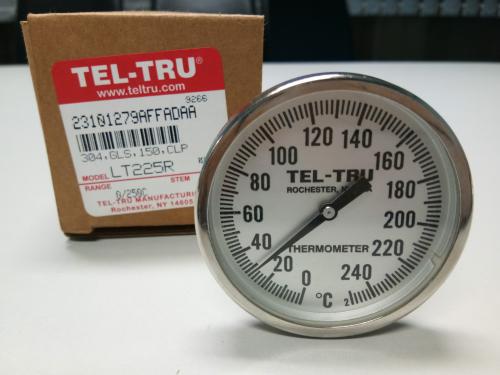 TEL-TRU®
www.teltru.com
9266
23101279AFFADAA
304,GLS,150,CLP
MODEL LT225R STEM
RANGE 0/250C
TEL-TRU MANUFACTURI
Rochester, NY 14605
0 20 40 60 80 100 120 140 160 180 200 220 240
TEL-TRU
ROCHESTER, N
THERMOMETER
°C